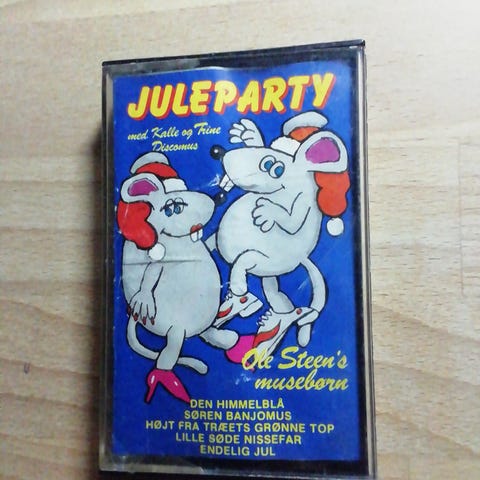 JULEPARTY
med Kalle og Trine
Discomus
Ole Steen's
musebørn
DEN HIMMELBLÅ
SØREN BANJOMUS
HØJT FRA TRÆETS GRØNNE TOP
LILLE SØDE NISSEFAR
ENDELIG JUL